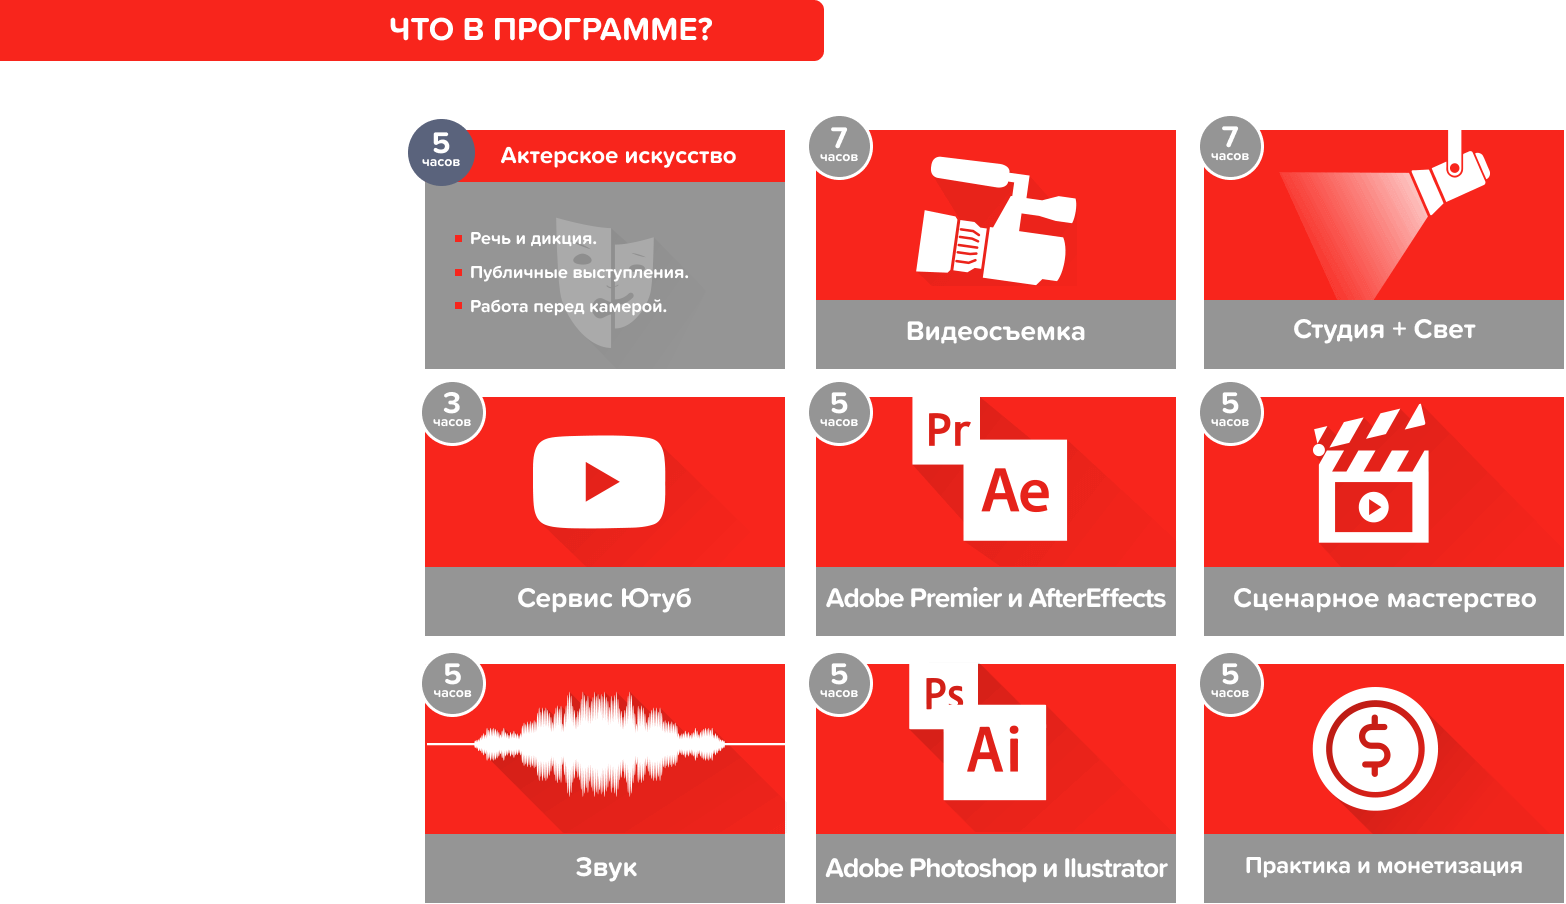 ЧТО В ПРОГРАММЕ?
5
часов
Актерское искусство
Речь и дикция.
Публичные выступления.
Работа перед камерой.
7
часов
Видеосъемка
7
часов
Студия + Свет
3
часов
Сервис Ютуб
5
часов
Pr
Ae
Adobe Premier и AfterEffects
5
часов
Сценарное мастерство
5
часов
Звук
5
часов
Ps
Ai
Adobe Photoshop и Ilustrator
5
часов
$
Практика и монетизация